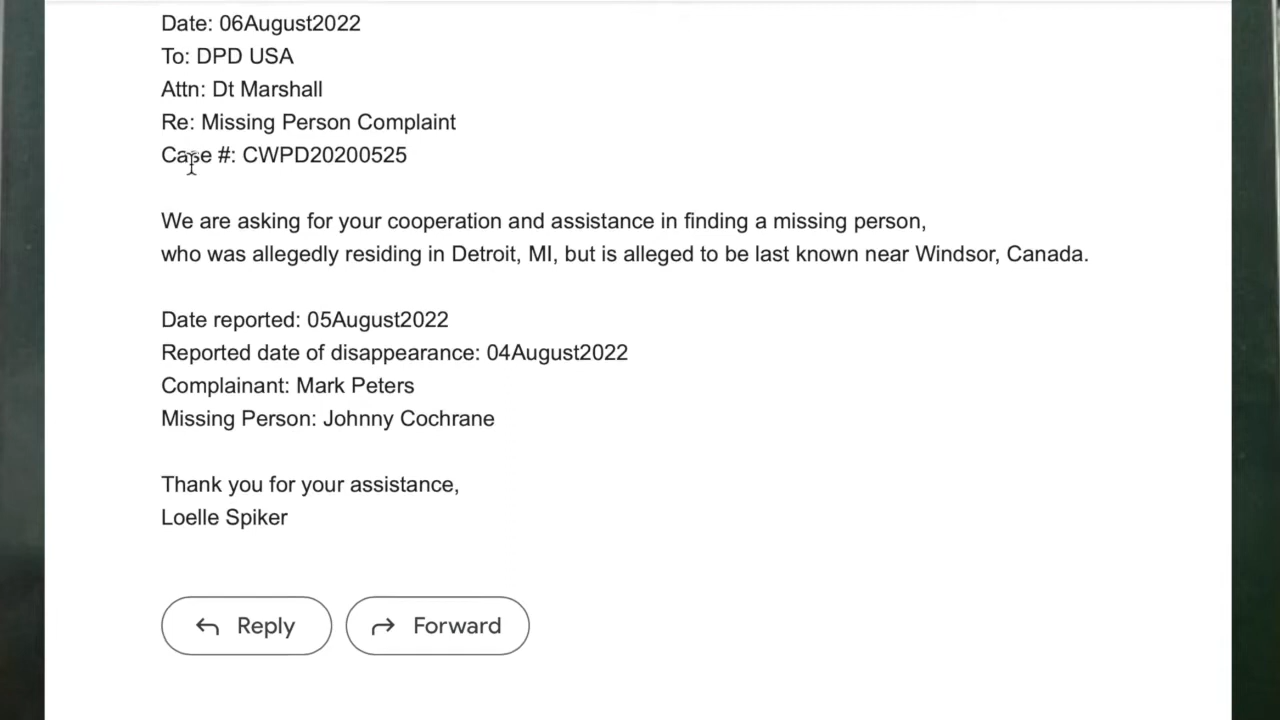 Date: 06August2022
To: DPD USA
Attn: Dt Marshall
Re: Missing Person Complaint
Case #: CWPD20200525
We are asking for your cooperation and assistance in finding a missing person,
who was allegedly residing in Detroit, MI, but is alleged to be last known near Windsor, Canada.
Date reported: 05August2022
Reported date of disappearance: 04August2022
Complainant: Mark Peters
Missing Person: Johnny Cochrane
Thank you for your assistance,
Loelle Spiker
Reply
Forward